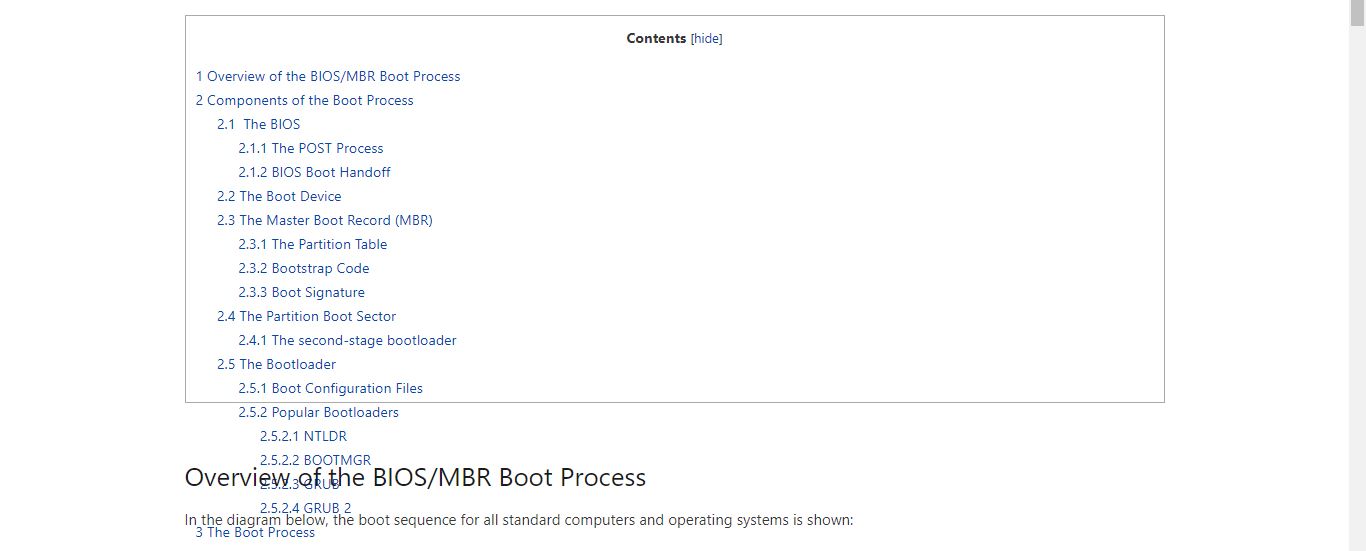 Contents [hide]
1 Overview of the BIOS/MBR Boot Process
2 Components of the Boot Process
2.1 The BIOS
2.1.1 The POST Process
2.1.2 BIOS Boot Handoff
2.2 The Boot Device
2.3 The Master Boot Record (MBR)
2.3.1 The Partition Table
2.3.2 Bootstrap Code
2.3.3 Boot Signature
2.4 The Partition Boot Sector
2.4.1 The second-stage bootloader
2.5 The Bootloader
2.5.1 Boot Configuration Files
2.5.2 Popular Bootloaders
2.5.2.1 NTLDR
2.5.2.2 BOOTMGR
Overview of the BIOS/MBR Boot Process
2.5.2.3 GRUB
2.5.2.4 GRUB 2
In the diagram below, the boot sequence for all standard computers and operating systems is shown:
3 The Boot Process